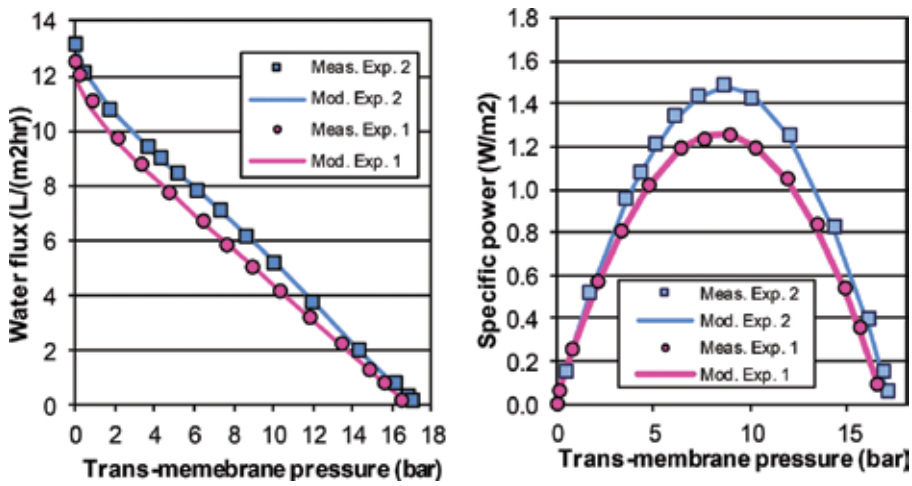 14
12
10
8
6
4
2
0
Water flux (L/(m2hr)
Meas. Exp. 2
Mod. Exp. 2
Meas. Exp. 1
Mod. Exp. 1
0 2 4 6 8 10 12 14 16 18
Trans-memebrane pressure (bar)
1.8
1.6
1.4
1.2
1.0
0.8
0.6
0.4
0.2
0.0
Specific power (W/m2)
Meas. Exp. 2
Mod. Exp. 2
Meas. Exp. 1
Mod. Exp. 1
0 5 10 15
Trans-membrane pressure (bar)